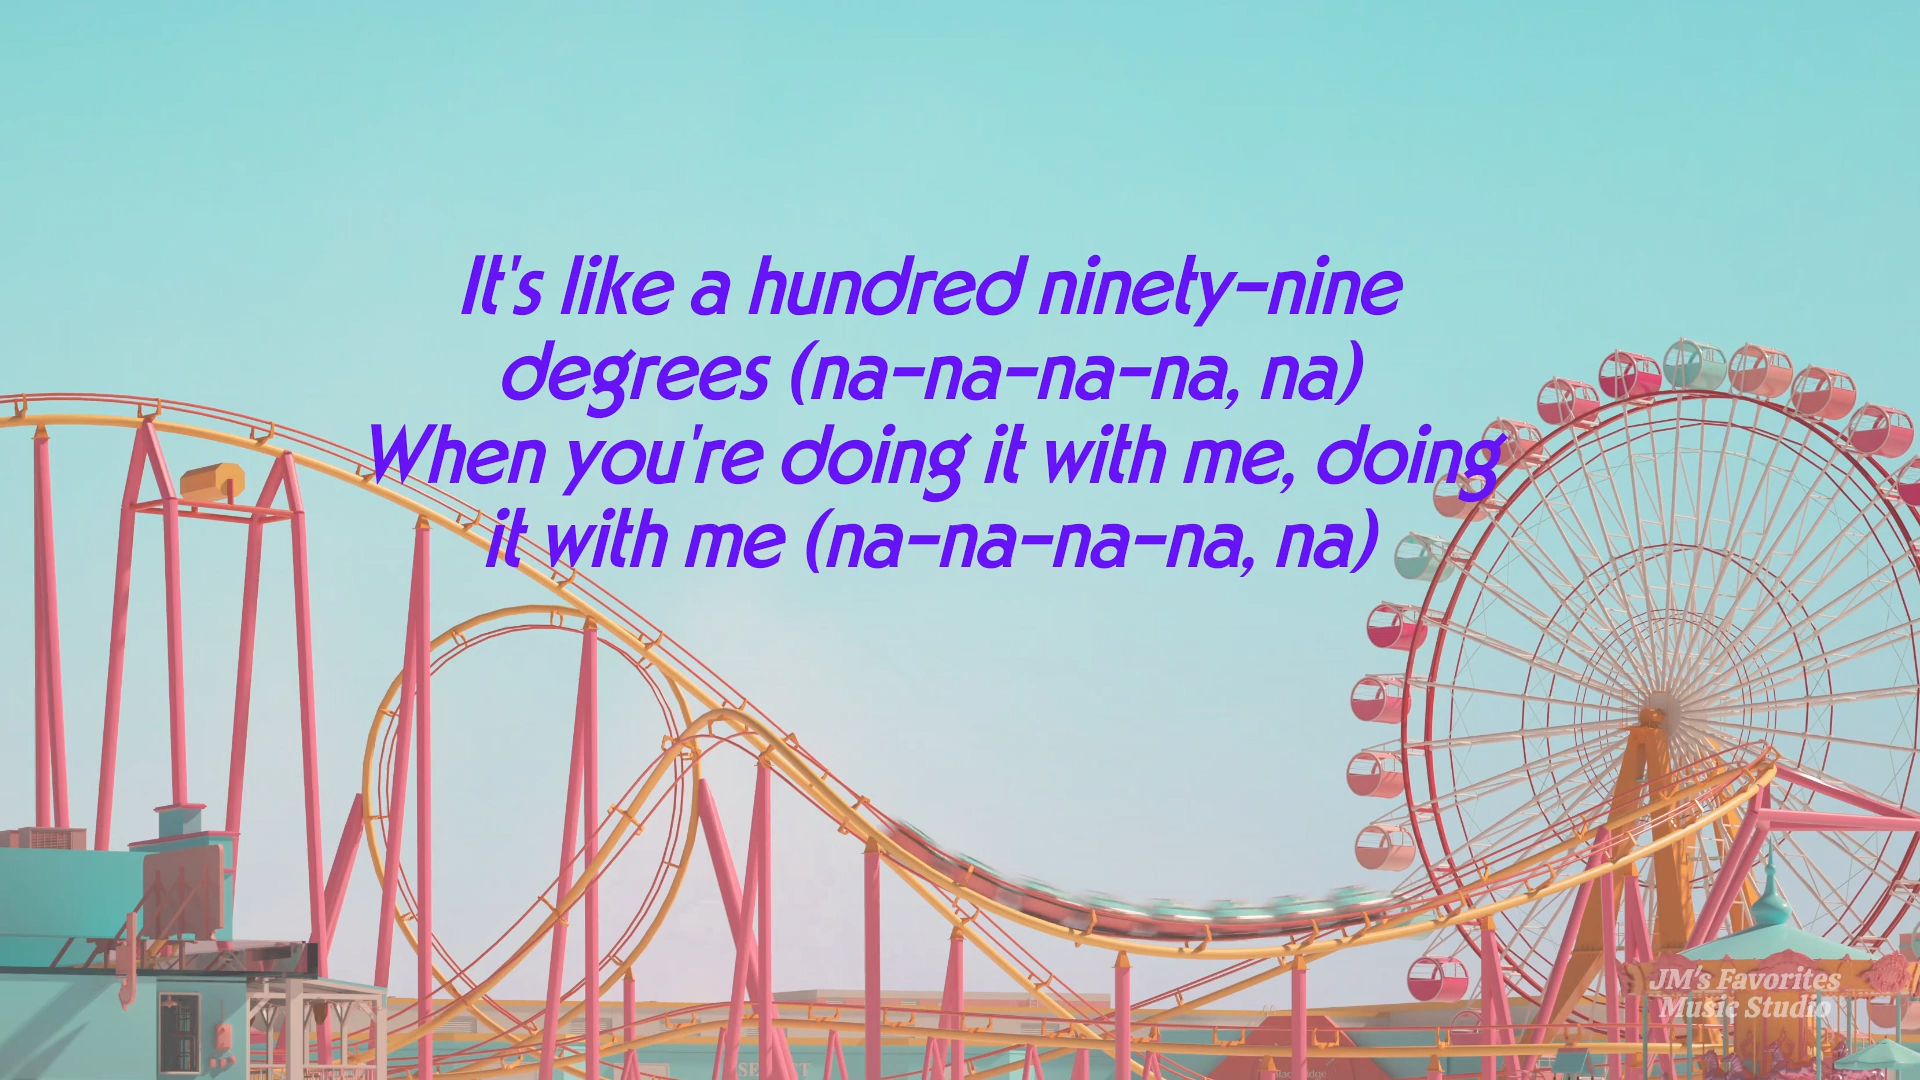 It's like a hundred ninety-nine
degrees (na-na-na-na, na)
When you're doing it with me, doing
it with me (na-na-na-na, na)
JM's Favorites
Music Studio